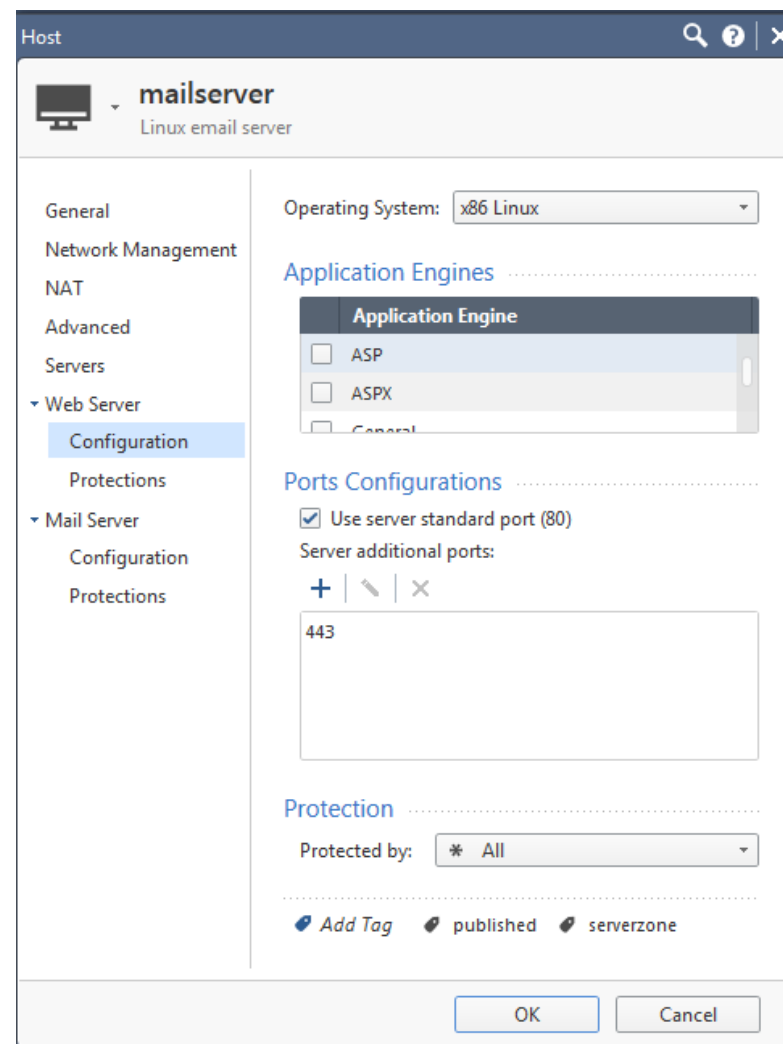 Host
mailserver
Linux email server
General
Network Management
NAT
Advanced
Servers
Web Server
Configuration
Protections
Mail Server
Configuration
Protections
Operating System: x86 Linux
Application Engines
Application Engine
ASP
ASPX
General
Ports Configurations
Use server standard port (80)
Server additional ports:
443
Protection
Protected by: All
Add Tag published serverzone
OK Cancel